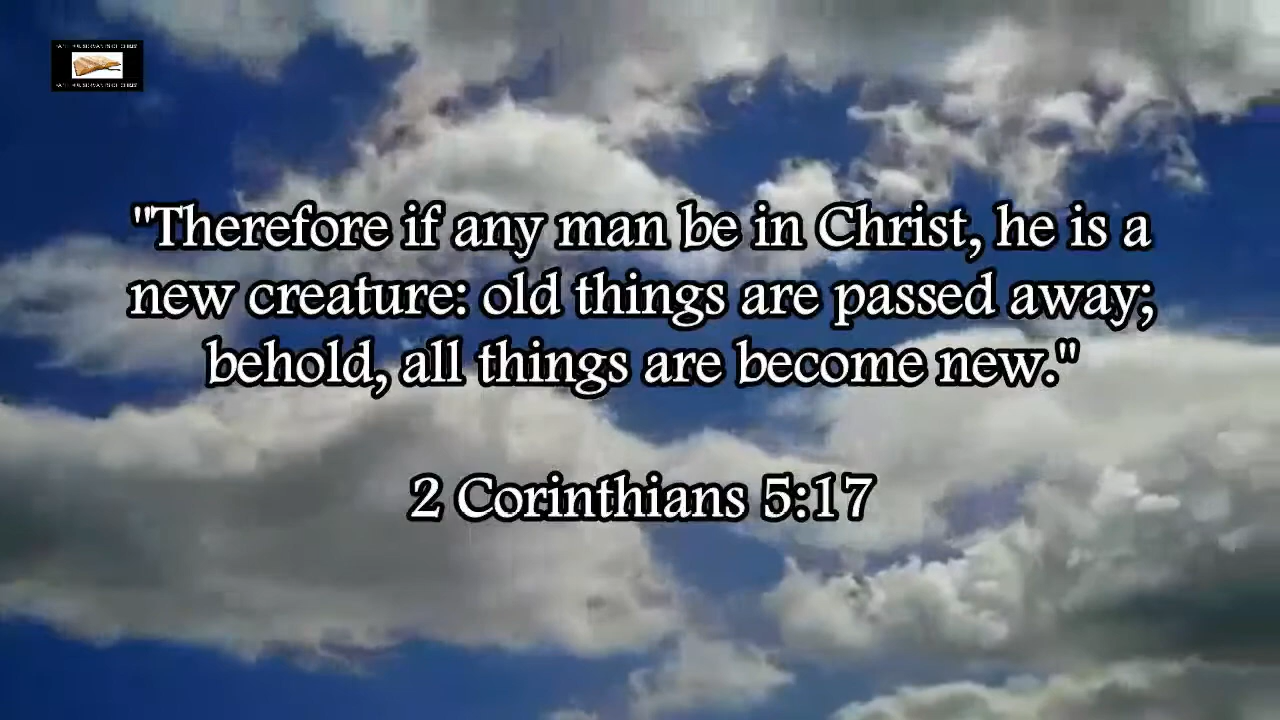 "Therefore if any man be in Christ, he is a
new creature: old things are passed away;
behold, all things are become new."
2 Corinthians 5:17